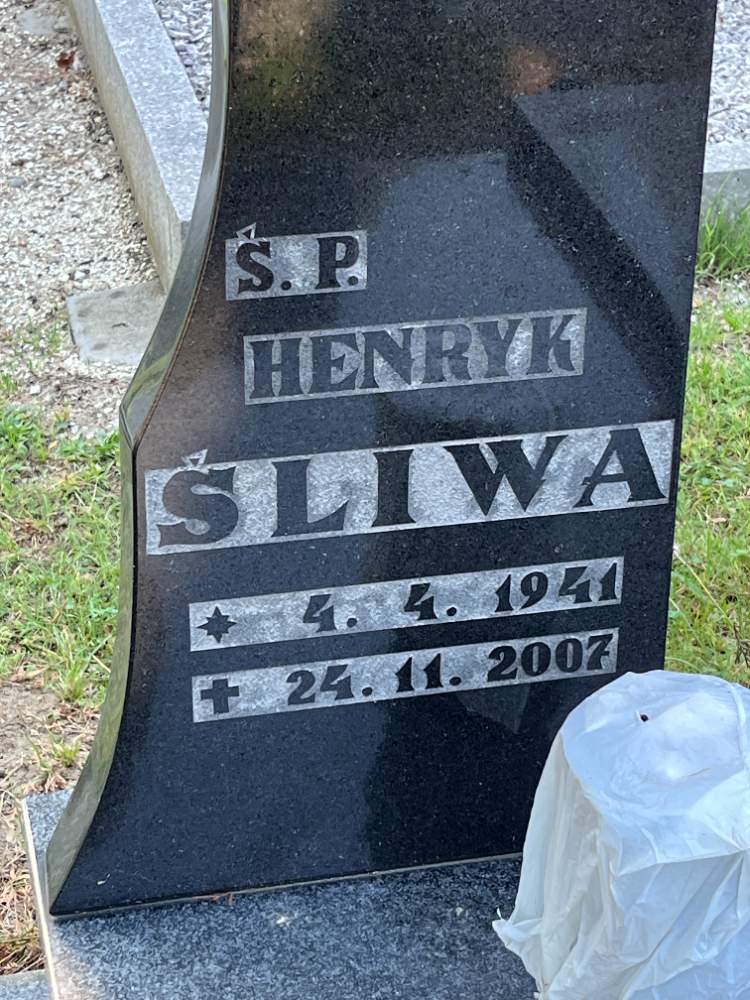 Ś. P.
HENRYK
ŚLIWA
✶ 4. 4. 1941
✝ 24. 11. 2007